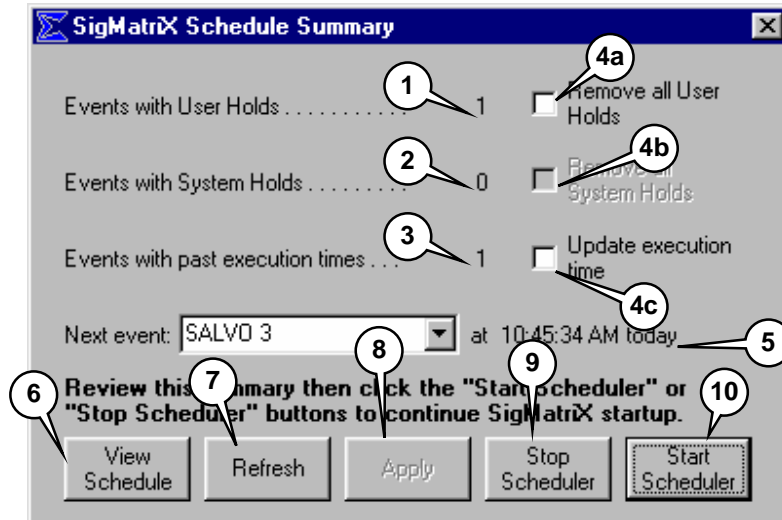 SigMatriX Schedule Summary
4a
1
Events with User Holds . . . . . . . . . . . 1 Remove all User
Holds
2
4b
Events with System Holds . . . . . . . . . 0 Remove all
System Holds
3
Events with past execution times . . . 1 Update execution
time
4c
Next event: SALVO 3 at 10:45:34 AM today
5
8
9
6
7
10
Review this summary then click the "Start Scheduler" or
"Stop Scheduler" buttons to continue SigMatriX startup.
View
Schedule
Refresh
Apply
Stop
Scheduler
Start
Scheduler